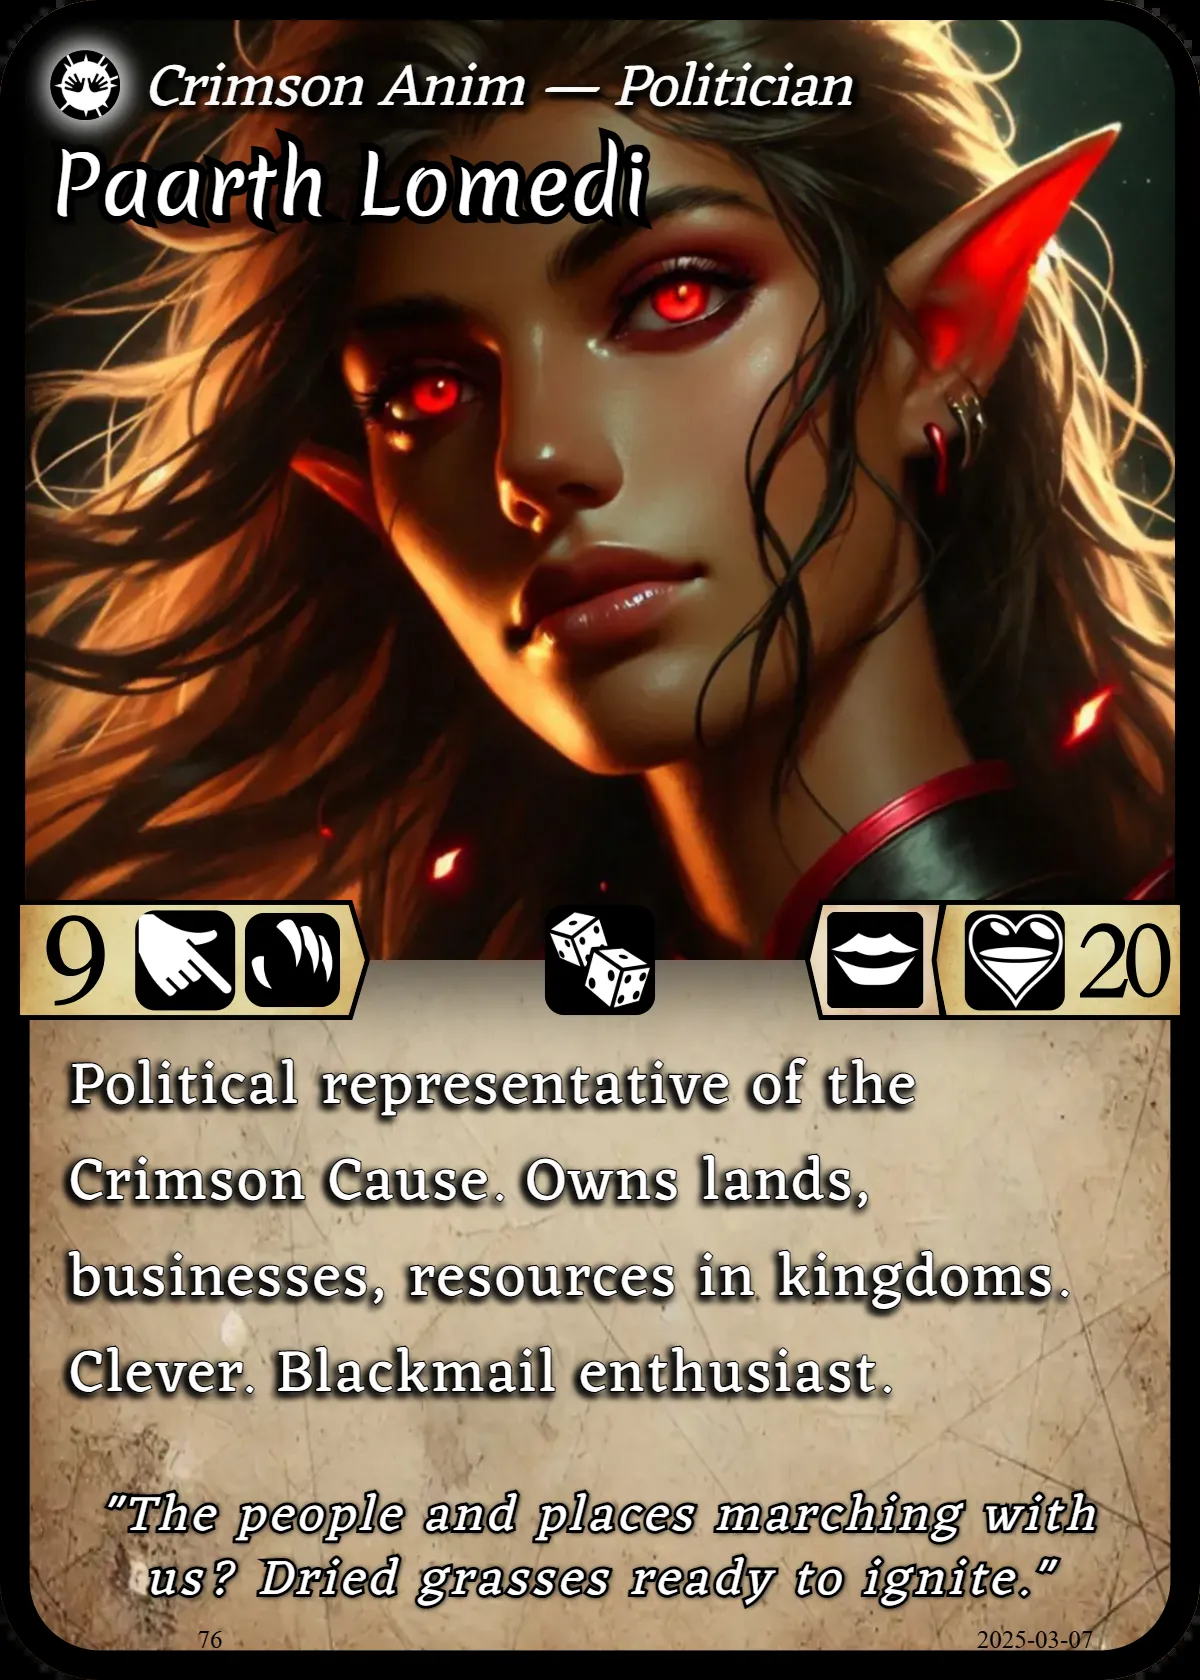 Crimson Anim — Politician
Paarth Lomedi
9
20
Political representative of the
Crimson Cause. Owns lands,
businesses, resources in kingdoms.
Clever. Blackmail enthusiast.
"The people and places marching with
us? Dried grasses ready to ignite."
76
2025-03-07